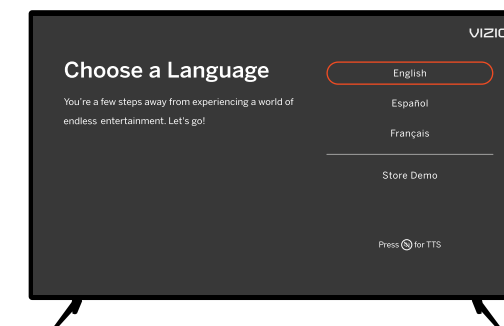 VIZIO
Choose a Language
You're a few steps away from experiencing a world of
endless entertainment. Let's go!
English
Español
Français
Store Demo
Press for TTS